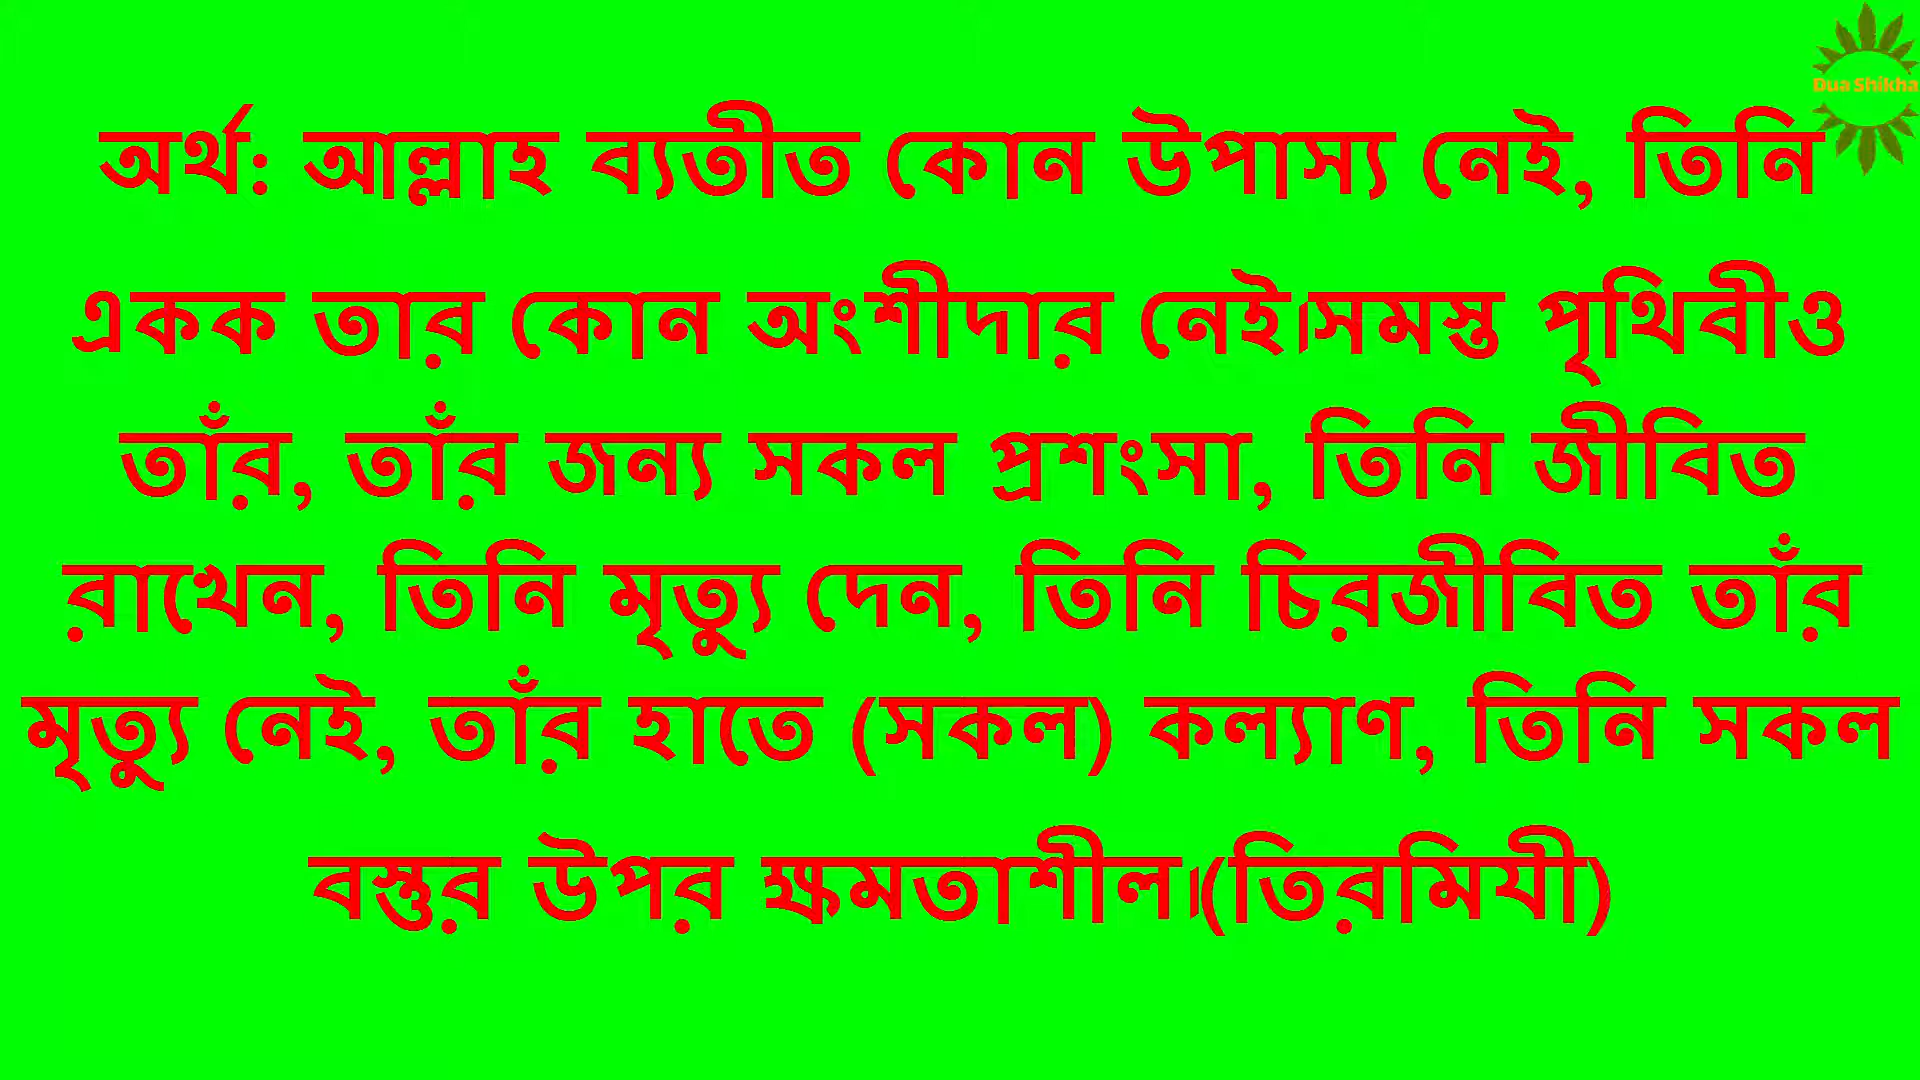 Dua Shikha
অর্থ: আল্লাহ ব্যতীত কোন উপাস্য নেই, তিনি
একক তার কোন অংশীদার নেই।সমস্ত পৃথিবীও
তাঁর, তাঁর জন্য সকল প্রশংসা, তিনি জীবিত
রাখেন, তিনি মৃত্যু দেন, তিনি চিরজীবিত তাঁর
মৃত্যু নেই, তাঁর হাতে (সকল) কল্যাণ, তিনি সকল
বস্তুর উপর ক্ষমতাশীল।(তিরমিযী)